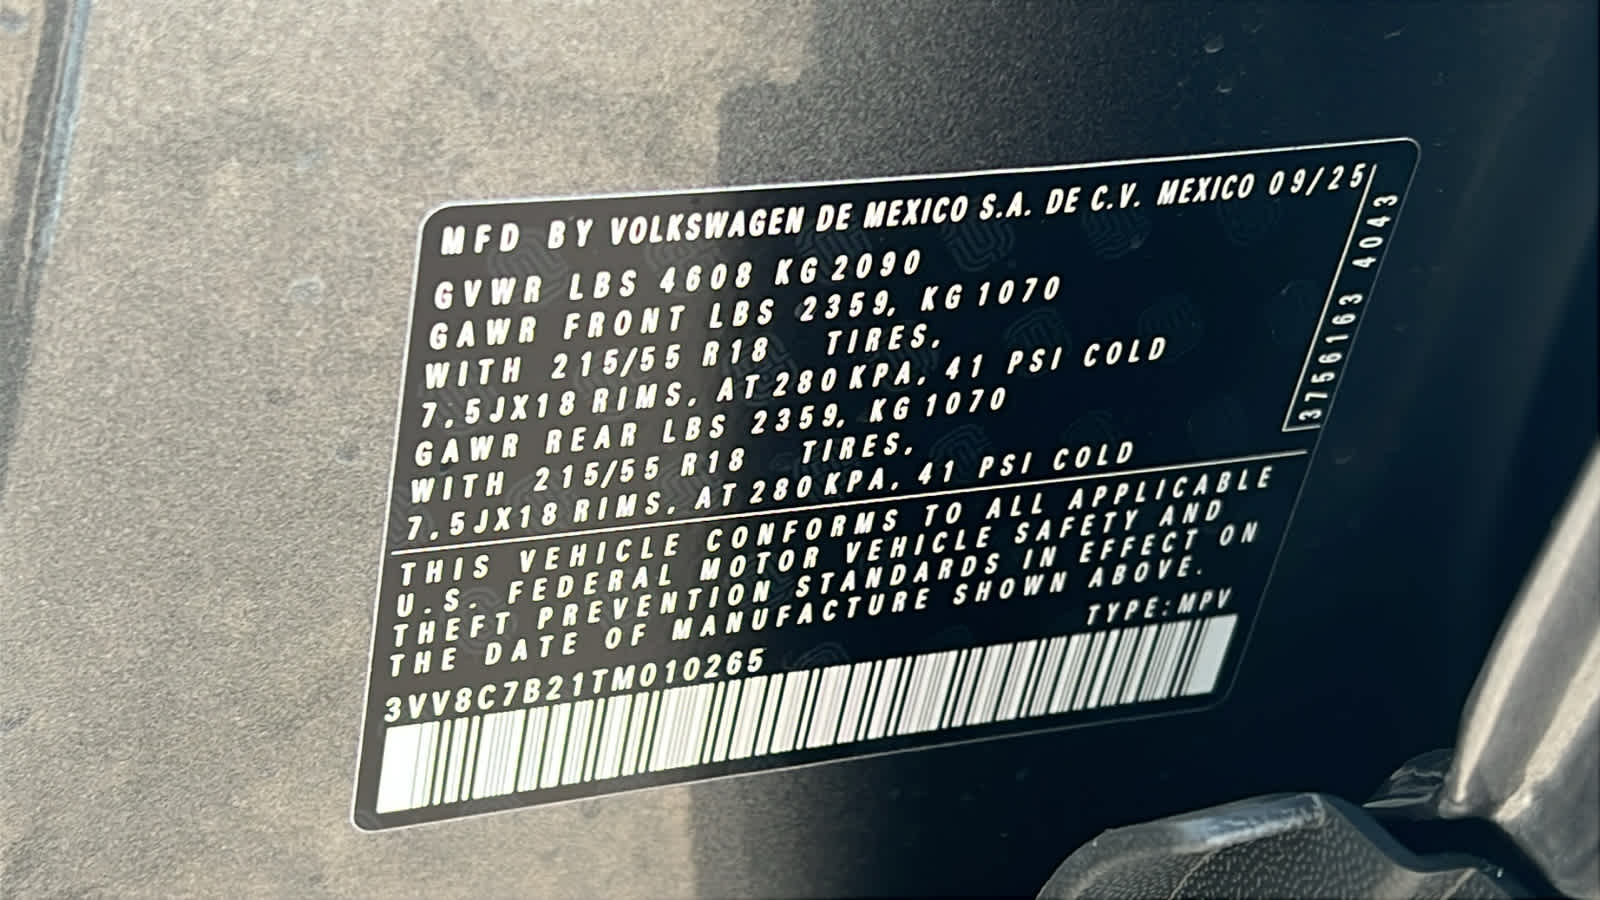 MFD BY VOLKSWAGEN DE MEXICO S.A. DE C.V. MEXICO 09/25
GVWR LBS 4608 KG 2090
GAWR FRONT LBS 2359, KG 1070
WITH 215/55 R18 TIRES,
7,5JX18 RIMS, AT 280 KPA, 41 PSI COLD
GAWR REAR LBS 2359, KG 1070
WITH 215/55 R18 TIRES,
7,5JX18 RIMS, AT 280 KPA, 41 PSI COLD
3756163 4043
THIS VEHICLE CONFORMS TO ALL APPLICABLE
U.S. FEDERAL MOTOR VEHICLE SAFETY AND
THEFT PREVENTION STANDARDS IN EFFECT ON
THE DATE OF MANUFACTURE SHOWN ABOVE.
TYPE: MPV
3VV8C7B21TM010265